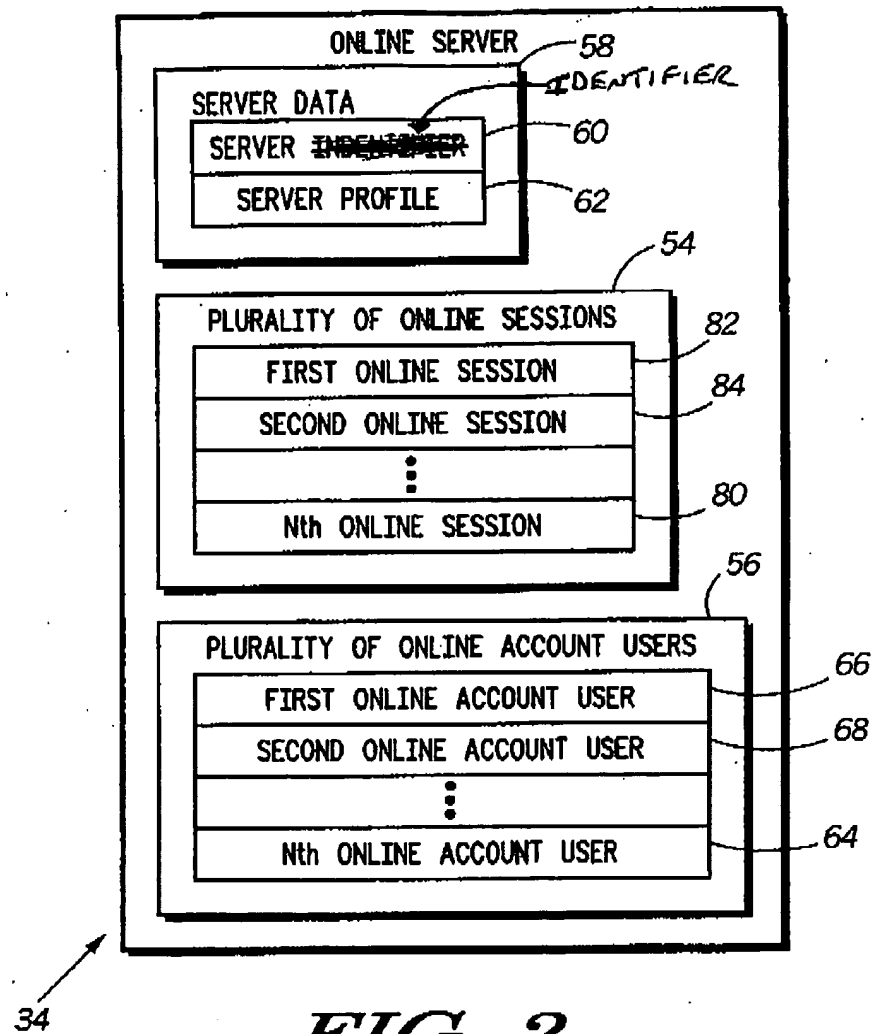 ONLINE SERVER
58
IDENTIFIER
SERVER DATA
SERVER INDENTIFIER
60
SERVER PROFILE
62
54
PLURALITY OF ONLINE SESSIONS
82
FIRST ONLINE SESSION
84
SECOND ONLINE SESSION
Nth ONLINE SESSION
80
56
PLURALITY OF ONLINE ACCOUNT USERS
66
FIRST ONLINE ACCOUNT USER
68
SECOND ONLINE ACCOUNT USER
Nth ONLINE ACCOUNT USER
64
34